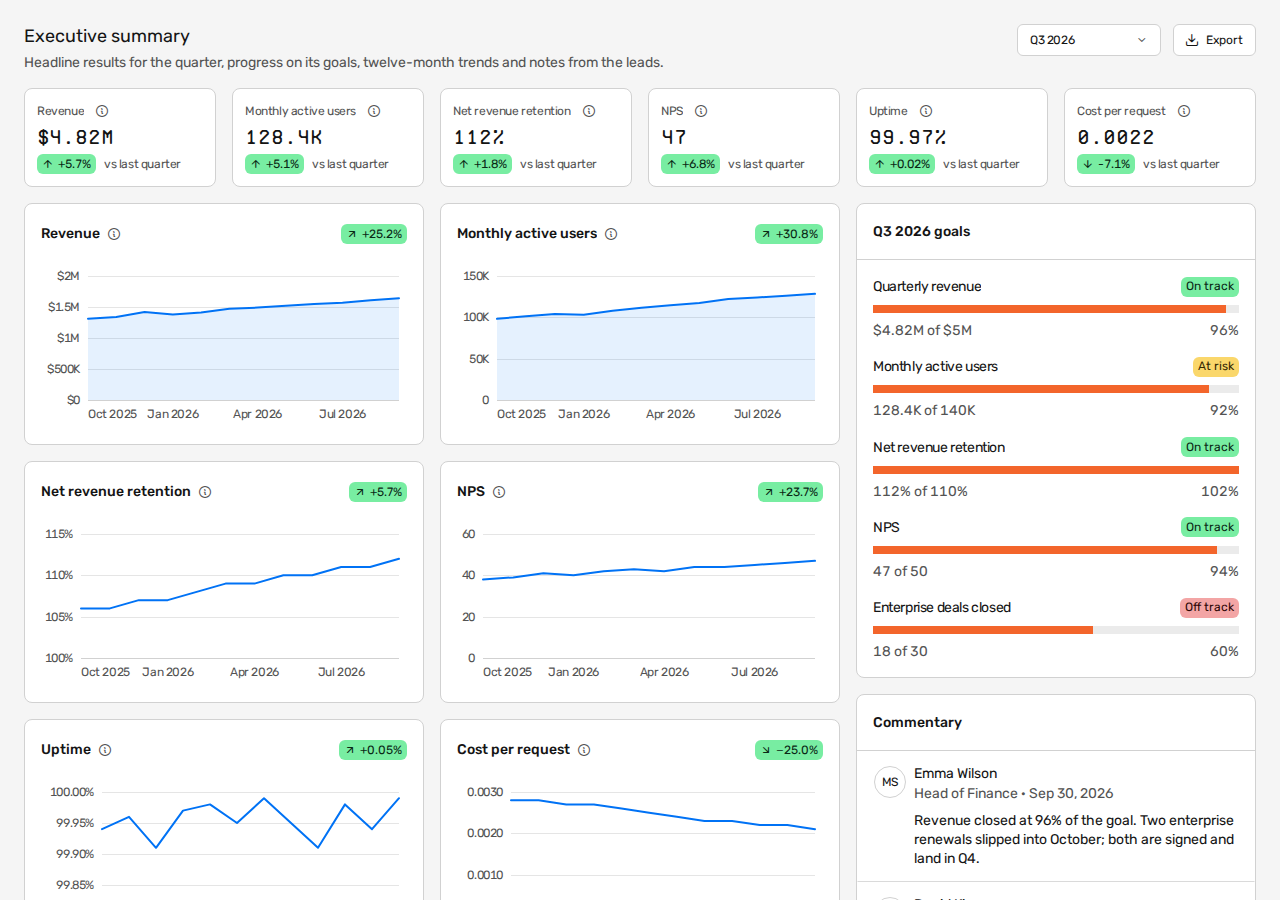 Executive summary
Headline results for the quarter, progress on its goals, twelve-month trends and notes from the leads.
Q3 2026
Export
Revenue
$4.82M
+5.7% vs last quarter
Monthly active users
128.4K
+5.1% vs last quarter
Net revenue retention
112%
+1.8% vs last quarter
NPS
47
+6.8% vs last quarter
Uptime
99.97%
+0.02% vs last quarter
Cost per request
0.0022
-7.1% vs last quarter
Revenue
+25.2%
$2M
$1.5M
$1M
$500K
$0
Oct 2025 Jan 2026 Apr 2026 Jul 2026
Monthly active users
+30.8%
150K
100K
50K
0
Oct 2025 Jan 2026 Apr 2026 Jul 2026
Net revenue retention
+5.7%
115%
110%
105%
100%
Oct 2025 Jan 2026 Apr 2026 Jul 2026
NPS
+23.7%
60
40
20
0
Oct 2025 Jan 2026 Apr 2026 Jul 2026
Uptime
+0.05%
100.00%
99.95%
99.90%
99.85%
Cost per request
−25.0%
0.0030
0.0020
0.0010
Q3 2026 goals
Quarterly revenue
On track
$4.82M of $5M
96%
Monthly active users
At risk
128.4K of 140K
92%
Net revenue retention
On track
112% of 110%
102%
NPS
On track
47 of 50
94%
Enterprise deals closed
Off track
18 of 30
60%
Commentary
MS
Emma Wilson
Head of Finance • Sep 30, 2026
Revenue closed at 96% of the goal. Two enterprise
renewals slipped into October; both are signed and
land in Q4.